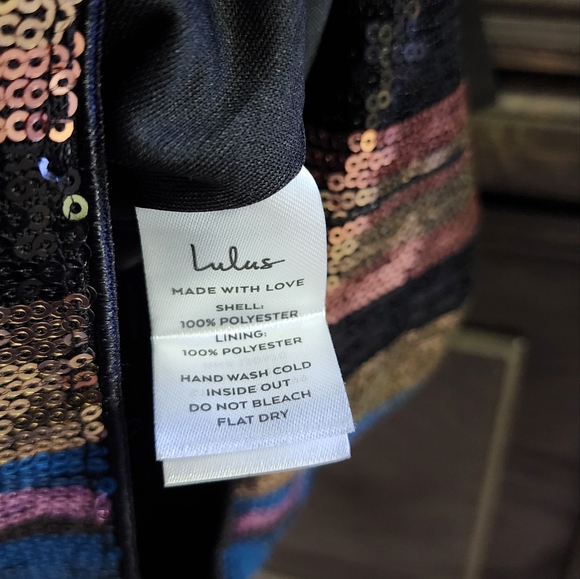 Lulus
MADE WITH LOVE
SHELL:
100% POLYESTER
LINING:
100% POLYESTER
HAND WASH COLD
INSIDE OUT
DO NOT BLEACH
FLAT DRY